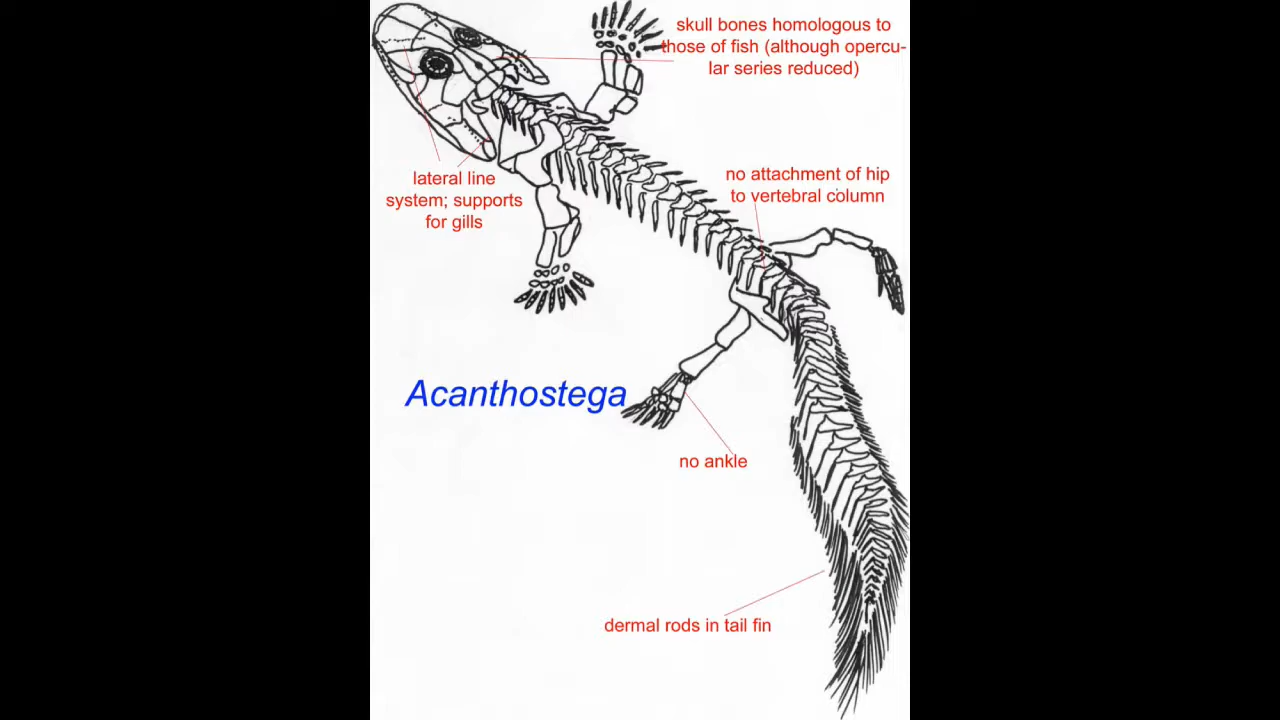 skull bones homologous to
those of fish (although opercu-
lar series reduced)
lateral line
system; supports
for gills
no attachment of hip
to vertebral column
Acanthostega
no ankle
dermal rods in tail fin